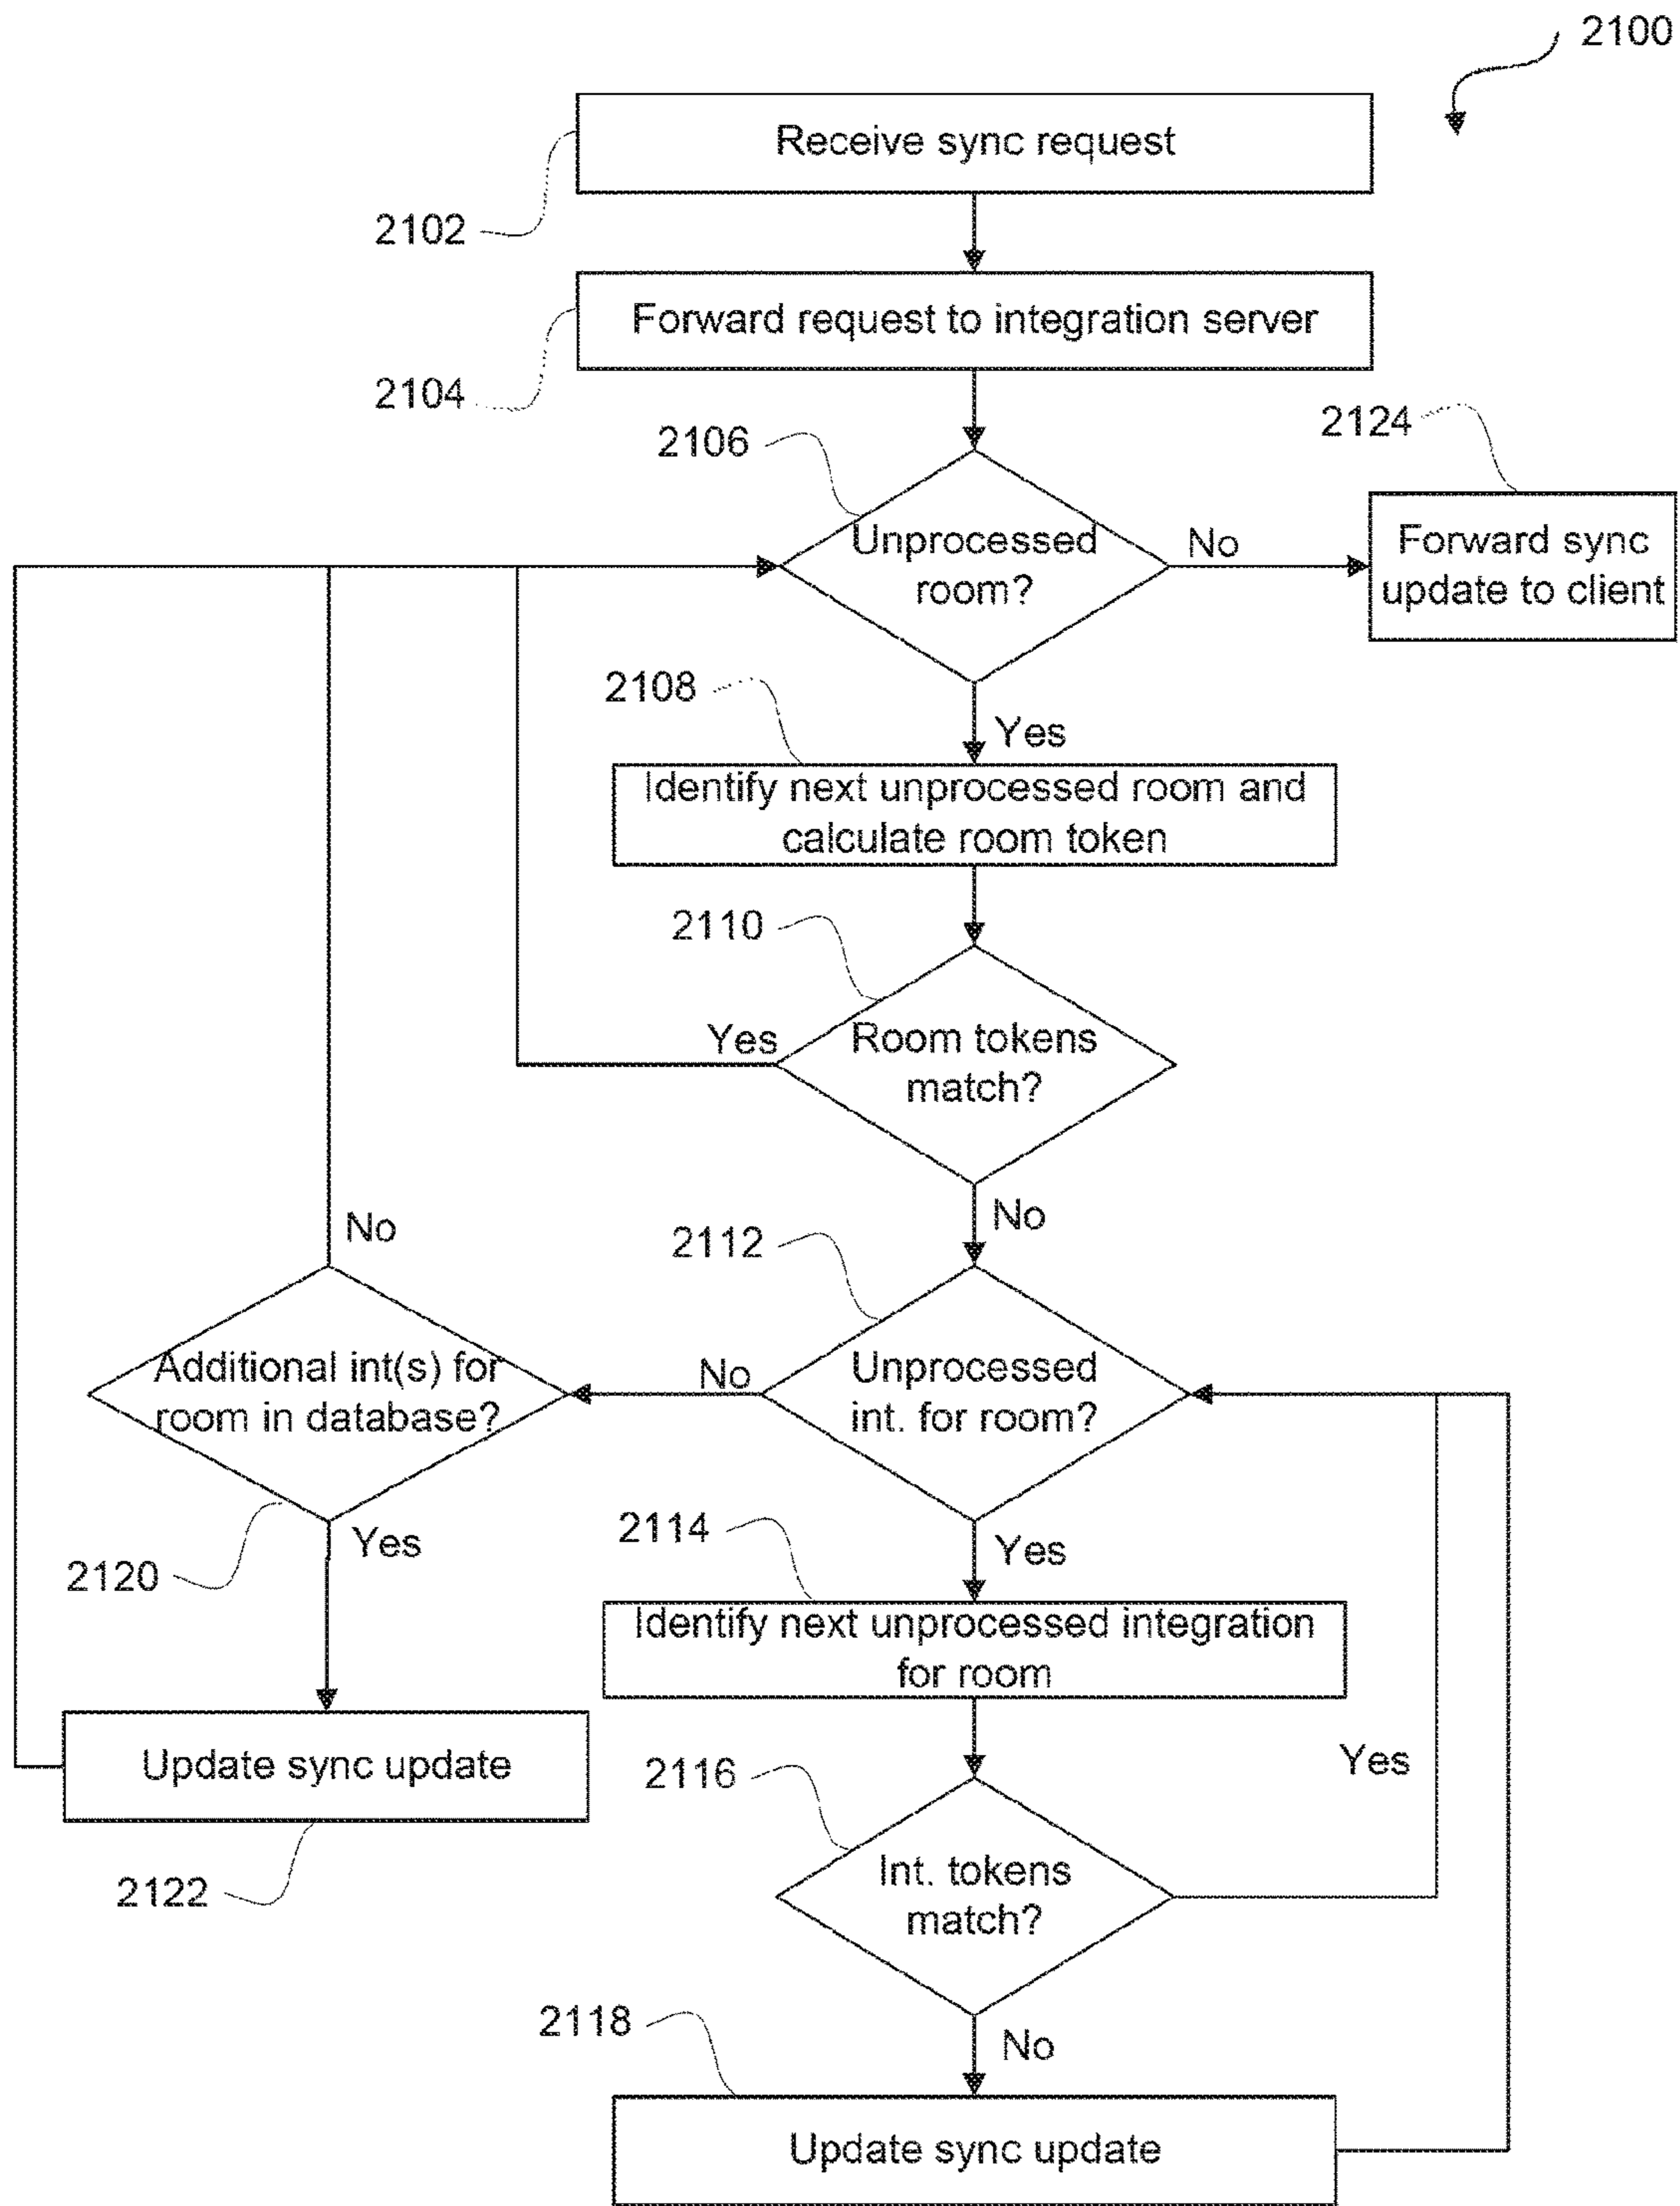 2100
Receive sync request
2102
Forward request to integration server
2104
2106
2124
Unprocessed
room?
No
Forward sync
update to client
2108
Yes
Identify next unprocessed room and
calculate room token
2110
Yes
Room tokens
match?
No
No
2112
Additional int(s) for
room in database?
No
Unprocessed
int. for room?
2114
Yes
Yes
2120
Identify next unprocessed integration
for room
Update sync update
2116
Yes
2122
Int. tokens
match?
2118
No
Update sync update